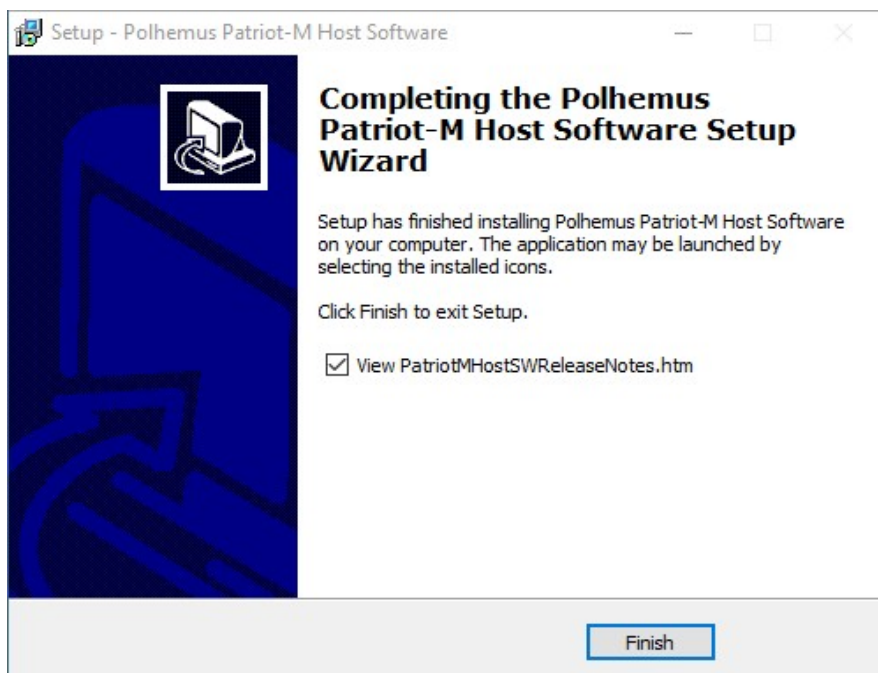 Setup - Polhemus Patriot-M Host Software
Completing the Polhemus
Patriot-M Host Software Setup
Wizard
Setup has finished installing Polhemus Patriot-M Host Software
on your computer. The application may be launched by
selecting the installed icons.
Click Finish to exit Setup.
View PatriotMHostSWReleaseNotes.htm
Finish